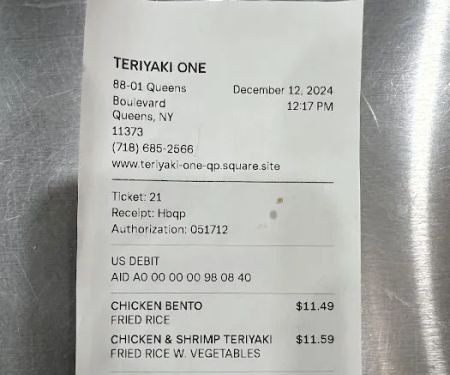 TERIYAKI ONE
88-01 Queens December 12, 2024
Boulevard 12:17 PM
Queens, NY
11373
(718) 685-2566
www.teriyaki-one-qp.square.site
Ticket: 21
Receipt: Hbqp
Authorization: 051712
US DEBIT
AID A0 00 00 00 98 08 40
CHICKEN BENTO $11.49
FRIED RICE
CHICKEN & SHRIMP TERIYAKI $11.59
FRIED RICE W. VEGETABLES